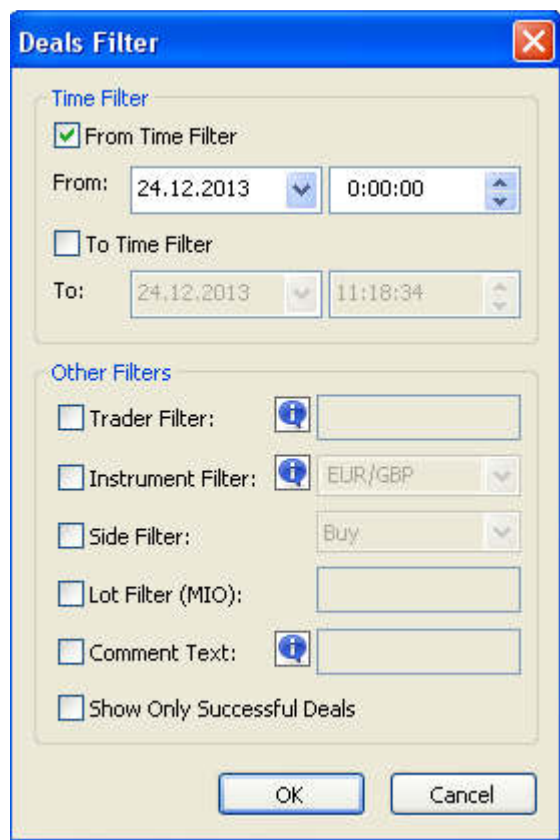 Deals Filter
Time Filter
From Time Filter
From: 24.12.2013 0:00:00
To Time Filter
To: 24.12.2013 11:18:34
Other Filters
Trader Filter:
Instrument Filter: EUR/GBP
Side Filter: Buy
Lot Filter (MIO):
Comment Text:
Show Only Successful Deals
OK Cancel